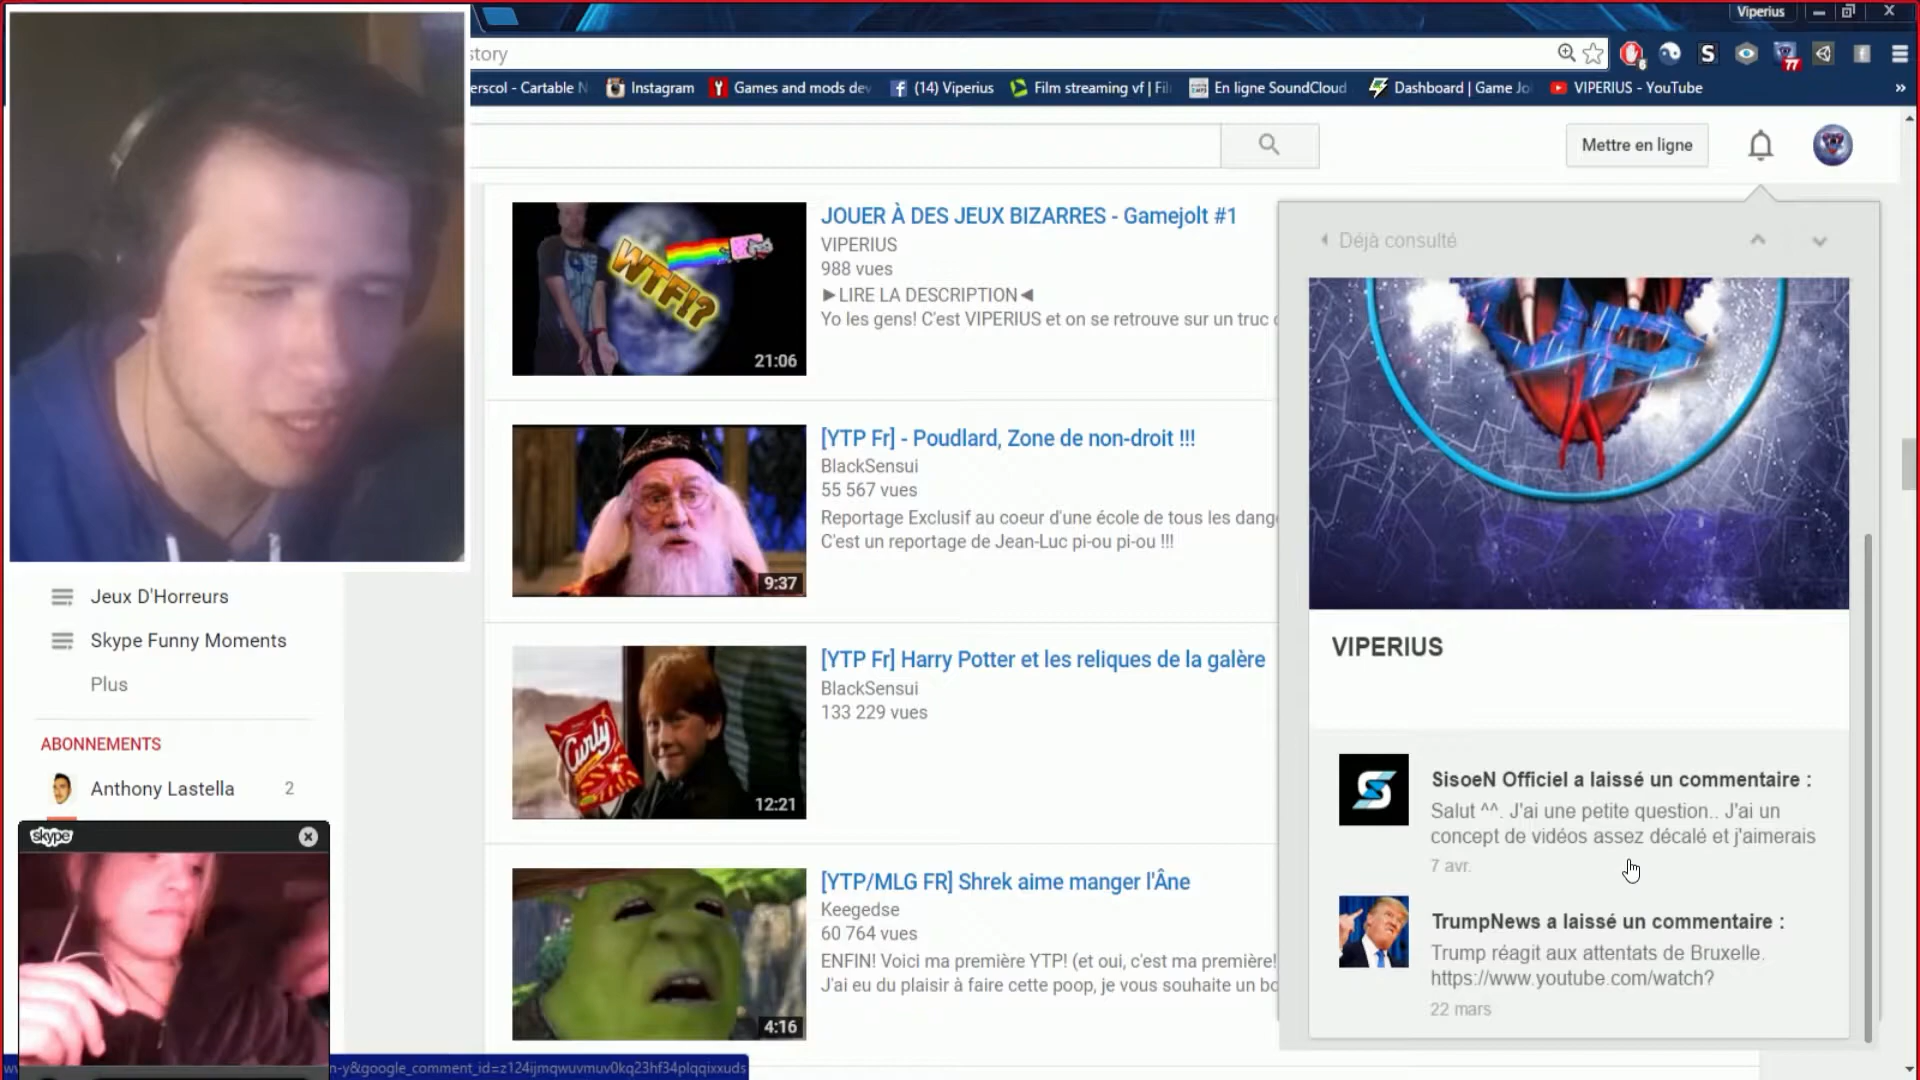 Viperius
story
erscol - Cartable N
Instagram
Games and mods dev
(14) Viperius
Film streaming vf | Fil
En ligne SoundCloud
Dashboard | Game Jo
VIPERIUS - YouTube
»
S
6
77
Mettre en ligne
JOUER À DES JEUX BIZARRES - Gamejolt #1
VIPERIUS
988 vues
►LIRE LA DESCRIPTION◄
Yo les gens! C'est VIPERIUS et on se retrouve sur un truc
WTF!?
21:06
[YTP Fr] - Poudlard, Zone de non-droit !!!
BlackSensui
55 567 vues
Reportage Exclusif au coeur d'une école de tous les dang
C'est un reportage de Jean-Luc pi-ou pi-ou !!!
9:37
[YTP Fr] Harry Potter et les reliques de la galère
BlackSensui
133 229 vues
Curly
12:21
[YTP/MLG FR] Shrek aime manger l'Âne
Keegedse
60 764 vues
ENFIN! Voici ma première YTP! (et oui, c'est ma première!
J'ai eu du plaisir à faire cette poop, je vous souhaite un bo
4:16
Jeux D'Horreurs
Skype Funny Moments
Plus
ABONNEMENTS
Anthony Lastella 2
skype
Déjà consulté
VIPERIUS
SisoeN Officiel a laissé un commentaire :
Salut ^^. J'ai une petite question.. J'ai un
concept de vidéos assez décalé et j'aimerais
7 avr.
TrumpNews a laissé un commentaire :
Trump réagit aux attentats de Bruxelle.
https://www.youtube.com/watch?
22 mars